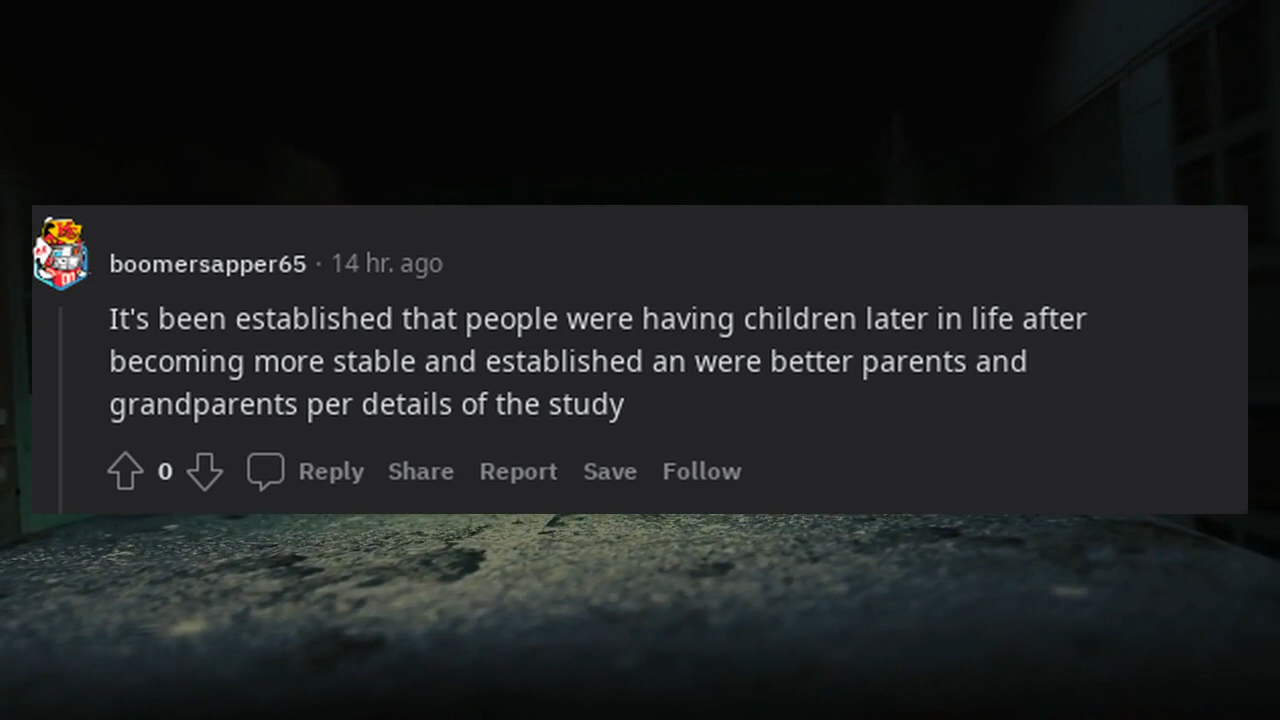 boomersapper65 · 14 hr. ago
It's been established that people were having children later in life after
becoming more stable and established an were better parents and
grandparents per details of the study
0 Reply Share Report Save Follow